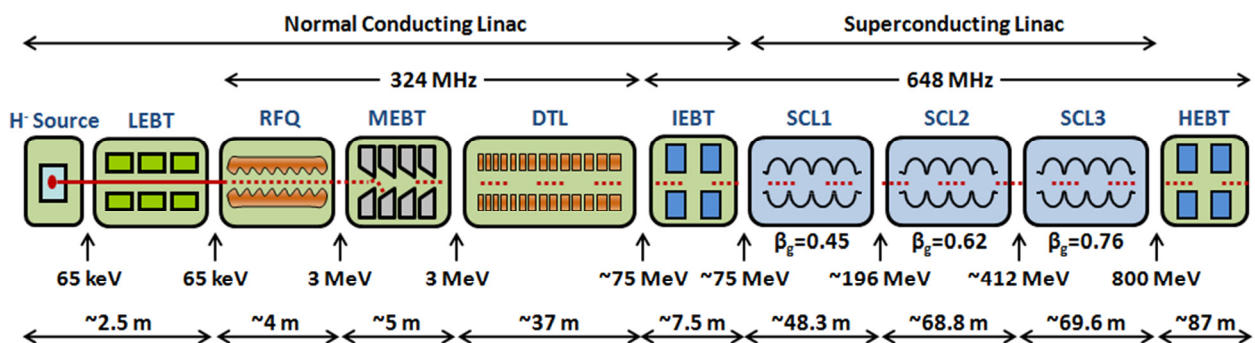 Normal Conducting Linac Superconducting Linac
324 MHz 648 MHz
H⁻ Source LEBT RFQ MEBT DTL IEBT SCL1 SCL2 SCL3 HEBT
βg=0.45 βg=0.62 βg=0.76
65 keV 65 keV 3 MeV 3 MeV ~75 MeV ~75 MeV ~196 MeV ~412 MeV 800 MeV
~2.5 m ~4 m ~5 m ~37 m ~7.5 m ~48.3 m ~68.8 m ~69.6 m ~87 m